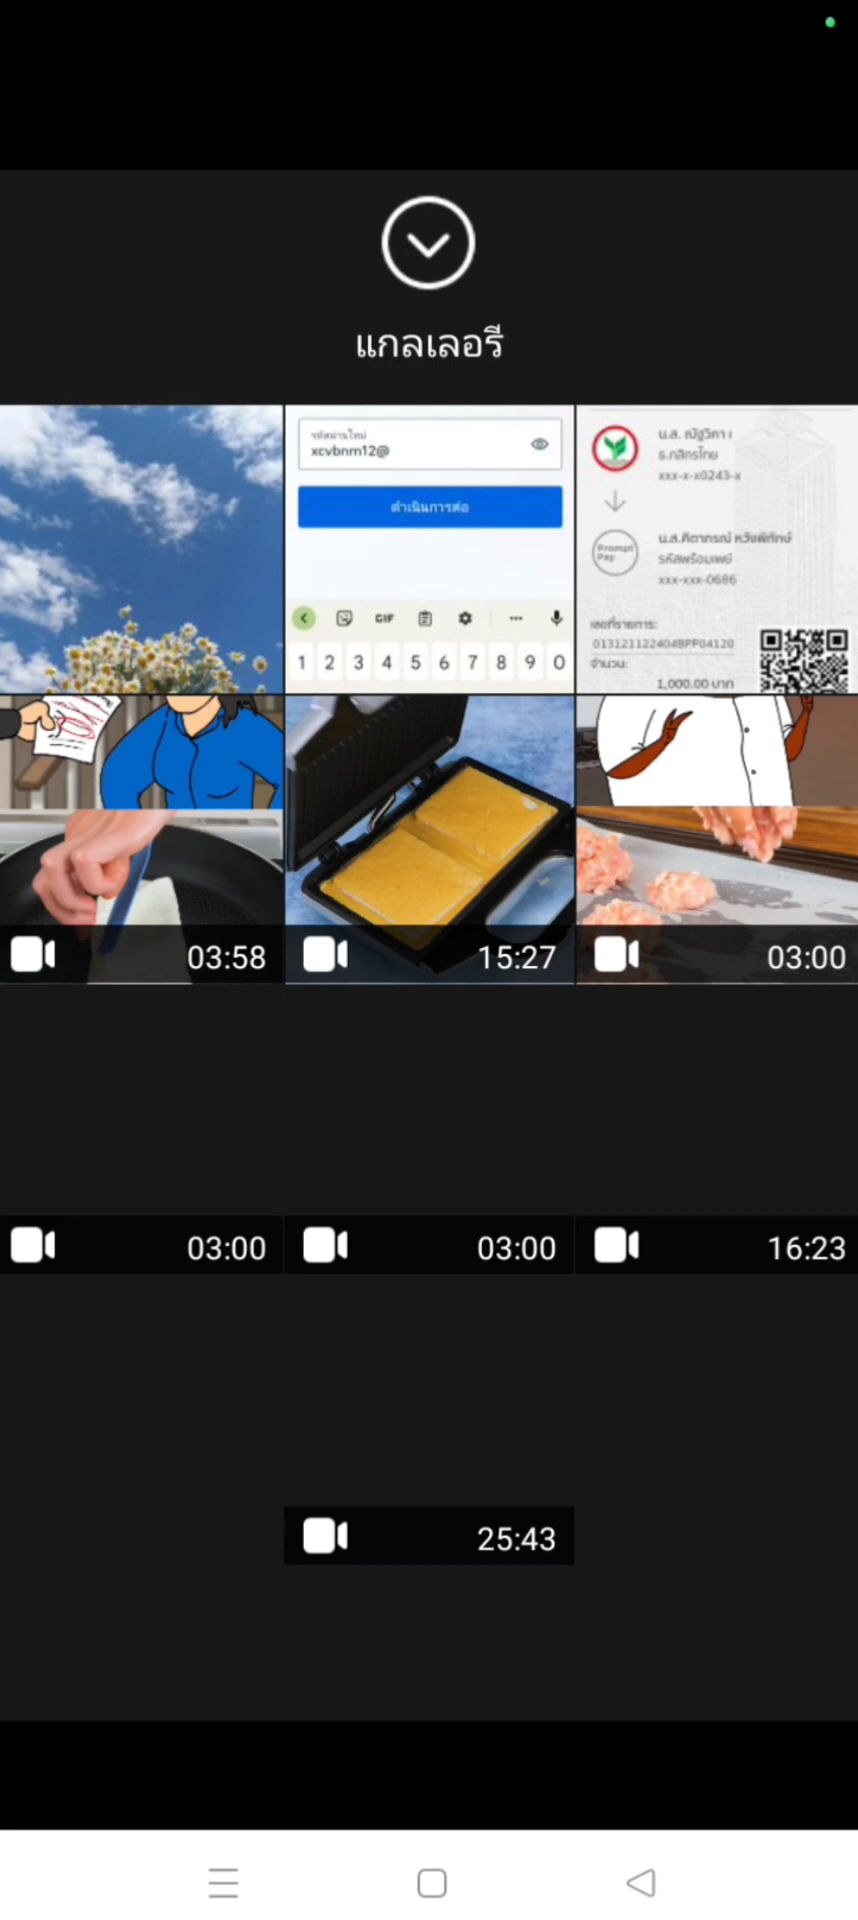 แกลเลอรี
รหัสผ่านใหม่
xcvbnm12@
ดำเนินการต่อ
GIF
1 2 3 4 5 6 7 8 9 0
น.ส. ณัฐวิภา เ
ธ.กสิกรไทย
xxx-x-x0243-x
Prompt
Pay
น.ส.กิดาภรณ์ หวังพิทักษ์
รหัสพร้อมเพย์
xxx-xxx-0686
เลขที่รายการ:
013121122404BPP04120
จำนวน:
1,000.00 บาท
03:58
15:27
03:00
03:00
03:00
16:23
25:43